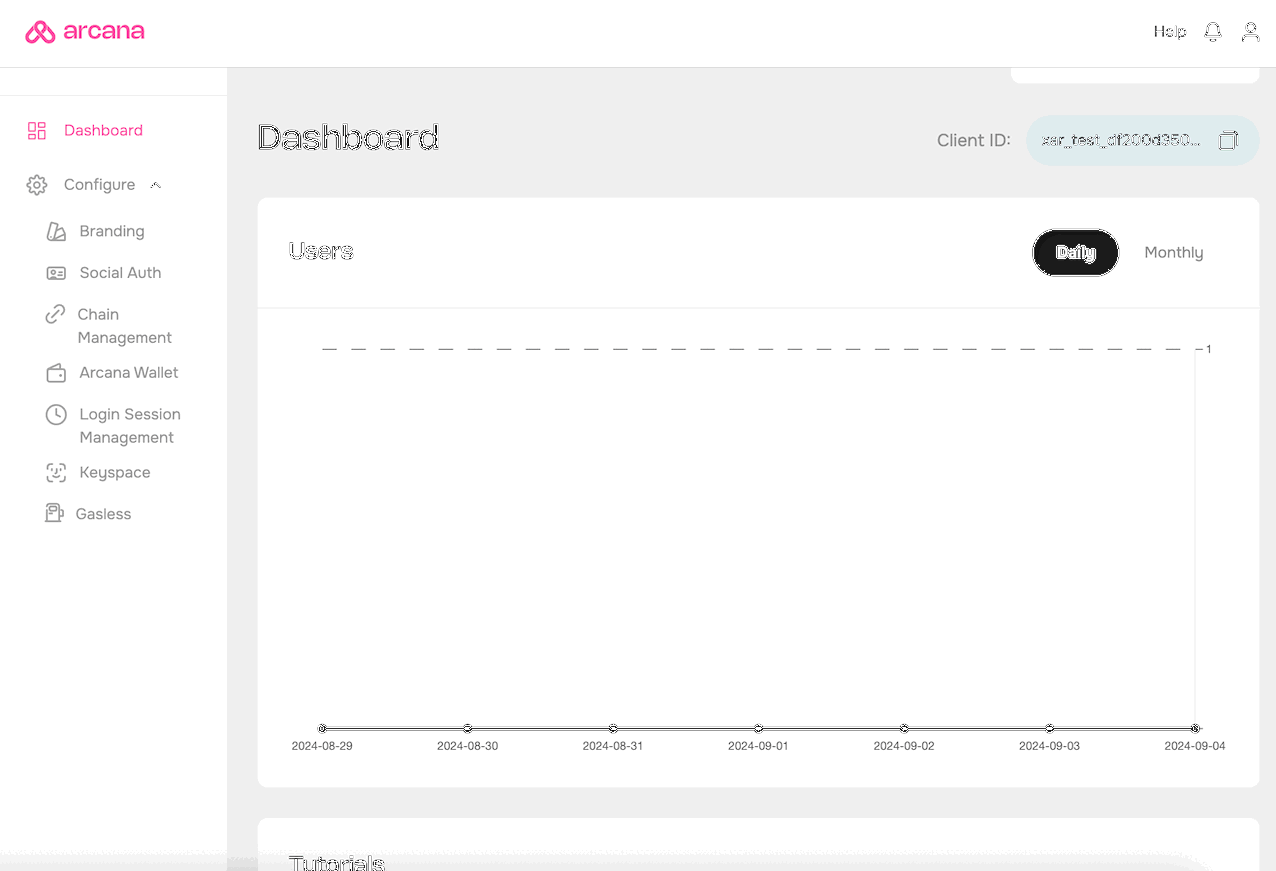 arcana
Help
Dashboard
Configure
Branding
Social Auth
Chain
Management
Arcana Wallet
Login Session
Management
Keyspace
Gasless
Dashboard
Client ID:
xar_test_df200d350...
Users
Daily
Monthly
1
2024-08-29
2024-08-30
2024-08-31
2024-09-01
2024-09-02
2024-09-03
2024-09-04
Tutorials